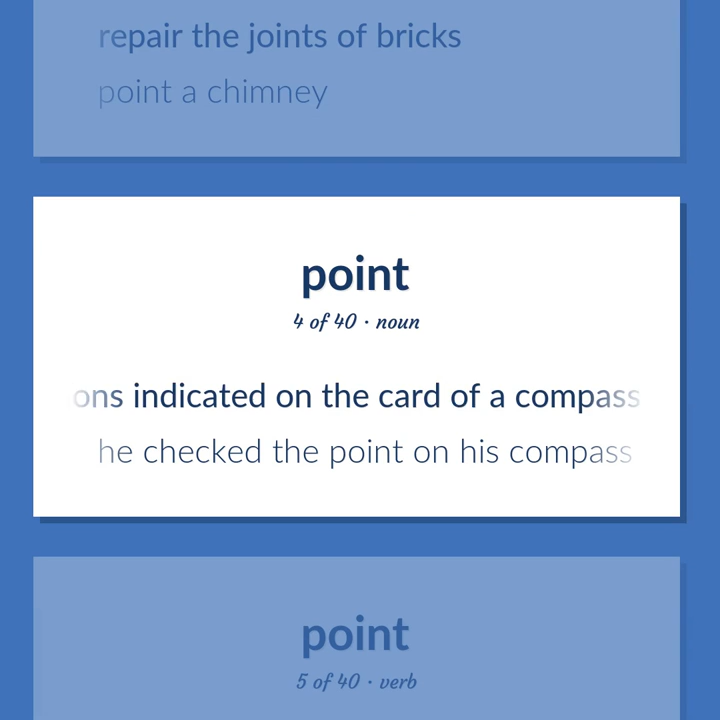 repair the joints of bricks
point a chimney
point
4 of 40 · noun
ons indicated on the card of a compass
he checked the point on his compass
point
5 of 40 · verb